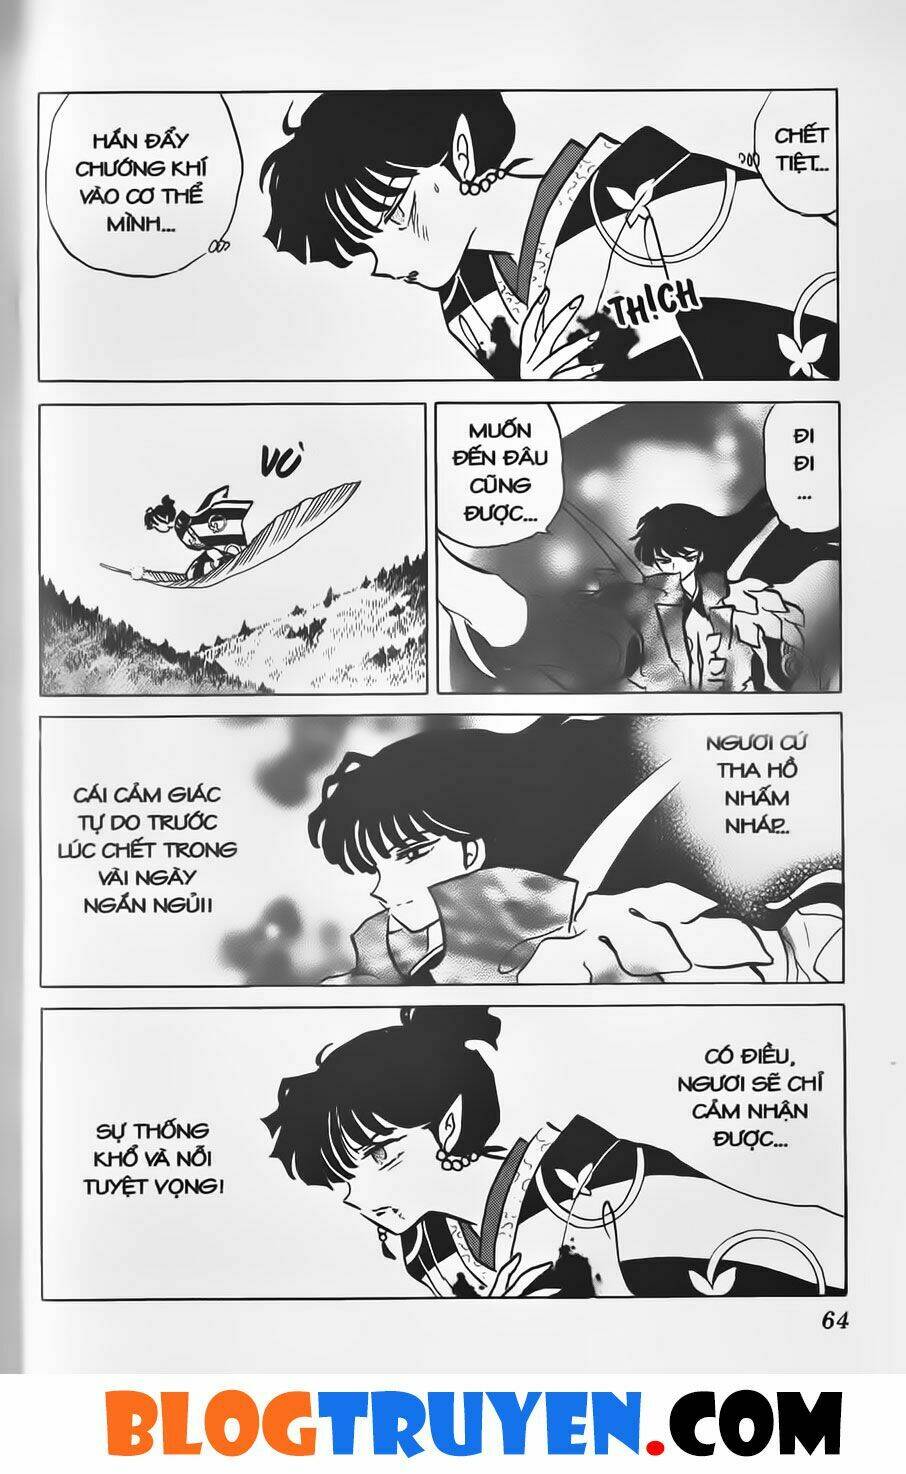 CHẾT
TIỆT...
HẮN ĐẨY
CHƯỚNG KHÍ
VÀO CƠ THỂ
MÌNH...
THỊCH
ĐI
ĐI
...
MUỐN
ĐẾN ĐÂU
CŨNG
ĐƯỢC...
VÙ
NGƯƠI CỨ
THA HỒ
NHẤM
NHÁP...
CÁI CẢM GIÁC
TỰ DO TRƯỚC
LÚC CHẾT TRONG
VÀI NGÀY
NGẮN NGỦI!
CÓ ĐIỀU,
NGƯƠI SẼ CHỈ
CẢM NHẬN
ĐƯỢC...
SỰ THỐNG
KHỔ VÀ NỖI
TUYỆT VỌNG!
64
BLOGTRUYEN.COM